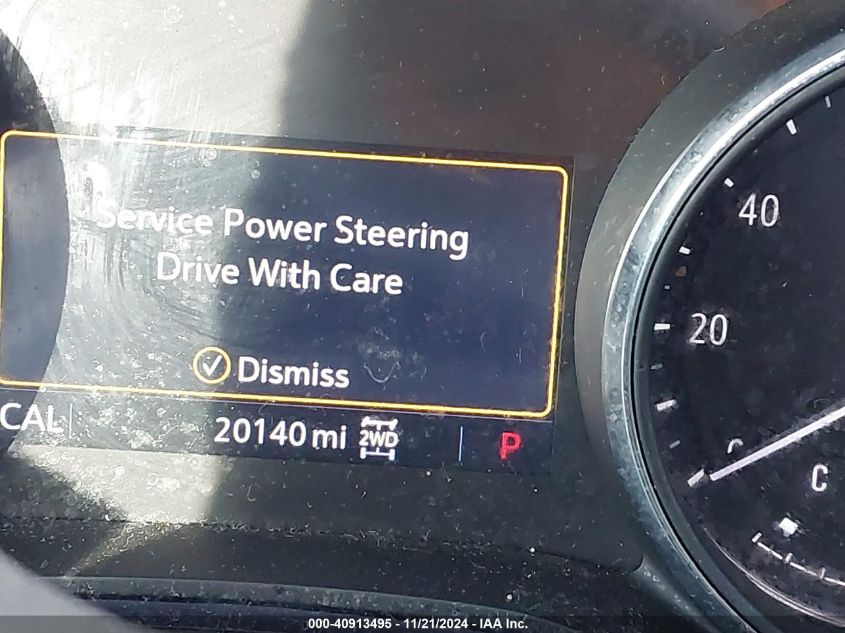 Service Power Steering
Drive With Care
Dismiss
CAL
20140 mi 2WD P
40
20
C
000-40913495 - 11/21/2024 - IAA Inc.